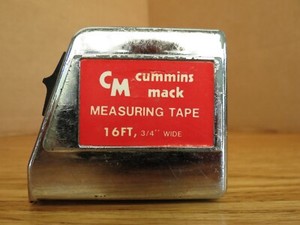 CM cummins
mack
MEASURING TAPE
16FT, 3/4" WIDE